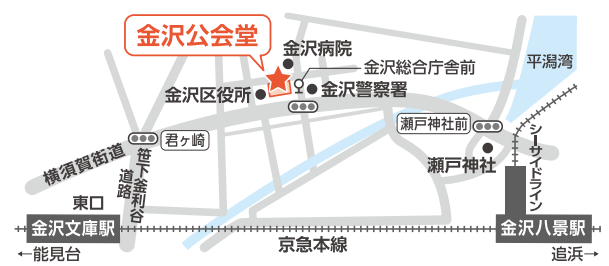 金沢公会堂
金沢病院
金沢総合庁舎前
平潟湾
金沢区役所
金沢警察署
君ヶ崎
瀬戸神社前
シーサイドライン
瀬戸神社
横須賀街道
笹下釜利谷
道路
東口
金沢文庫駅
金沢八景駅
京急本線
←能見台
追浜→